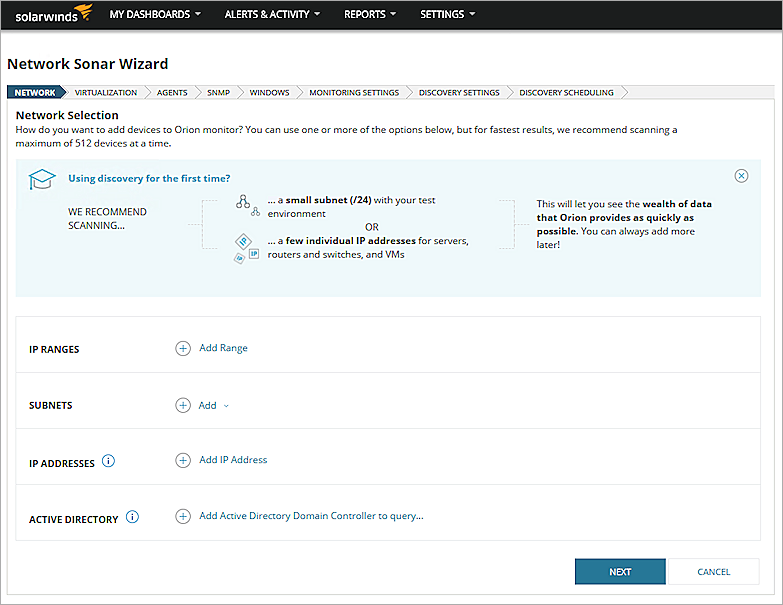 solarwinds MY DASHBOARDS ALERTS & ACTIVITY REPORTS SETTINGS
Network Sonar Wizard
NETWORK VIRTUALIZATION AGENTS SNMP WINDOWS MONITORING SETTINGS DISCOVERY SETTINGS DISCOVERY SCHEDULING
Network Selection
How do you want to add devices to Orion monitor? You can use one or more of the options below, but for fastest results, we recommend scanning a
maximum of 512 devices at a time.
Using discovery for the first time?
WE RECOMMEND
SCANNING...
... a small subnet (/24) with your test
environment
OR
IP
IP
IP
... a few individual IP addresses for servers,
routers and switches, and VMs
This will let you see the wealth of data
that Orion provides as quickly as
possible. You can always add more
later!
IP RANGES Add Range
SUBNETS Add
IP ADDRESSES i Add IP Address
ACTIVE DIRECTORY i Add Active Directory Domain Controller to query...
NEXT CANCEL